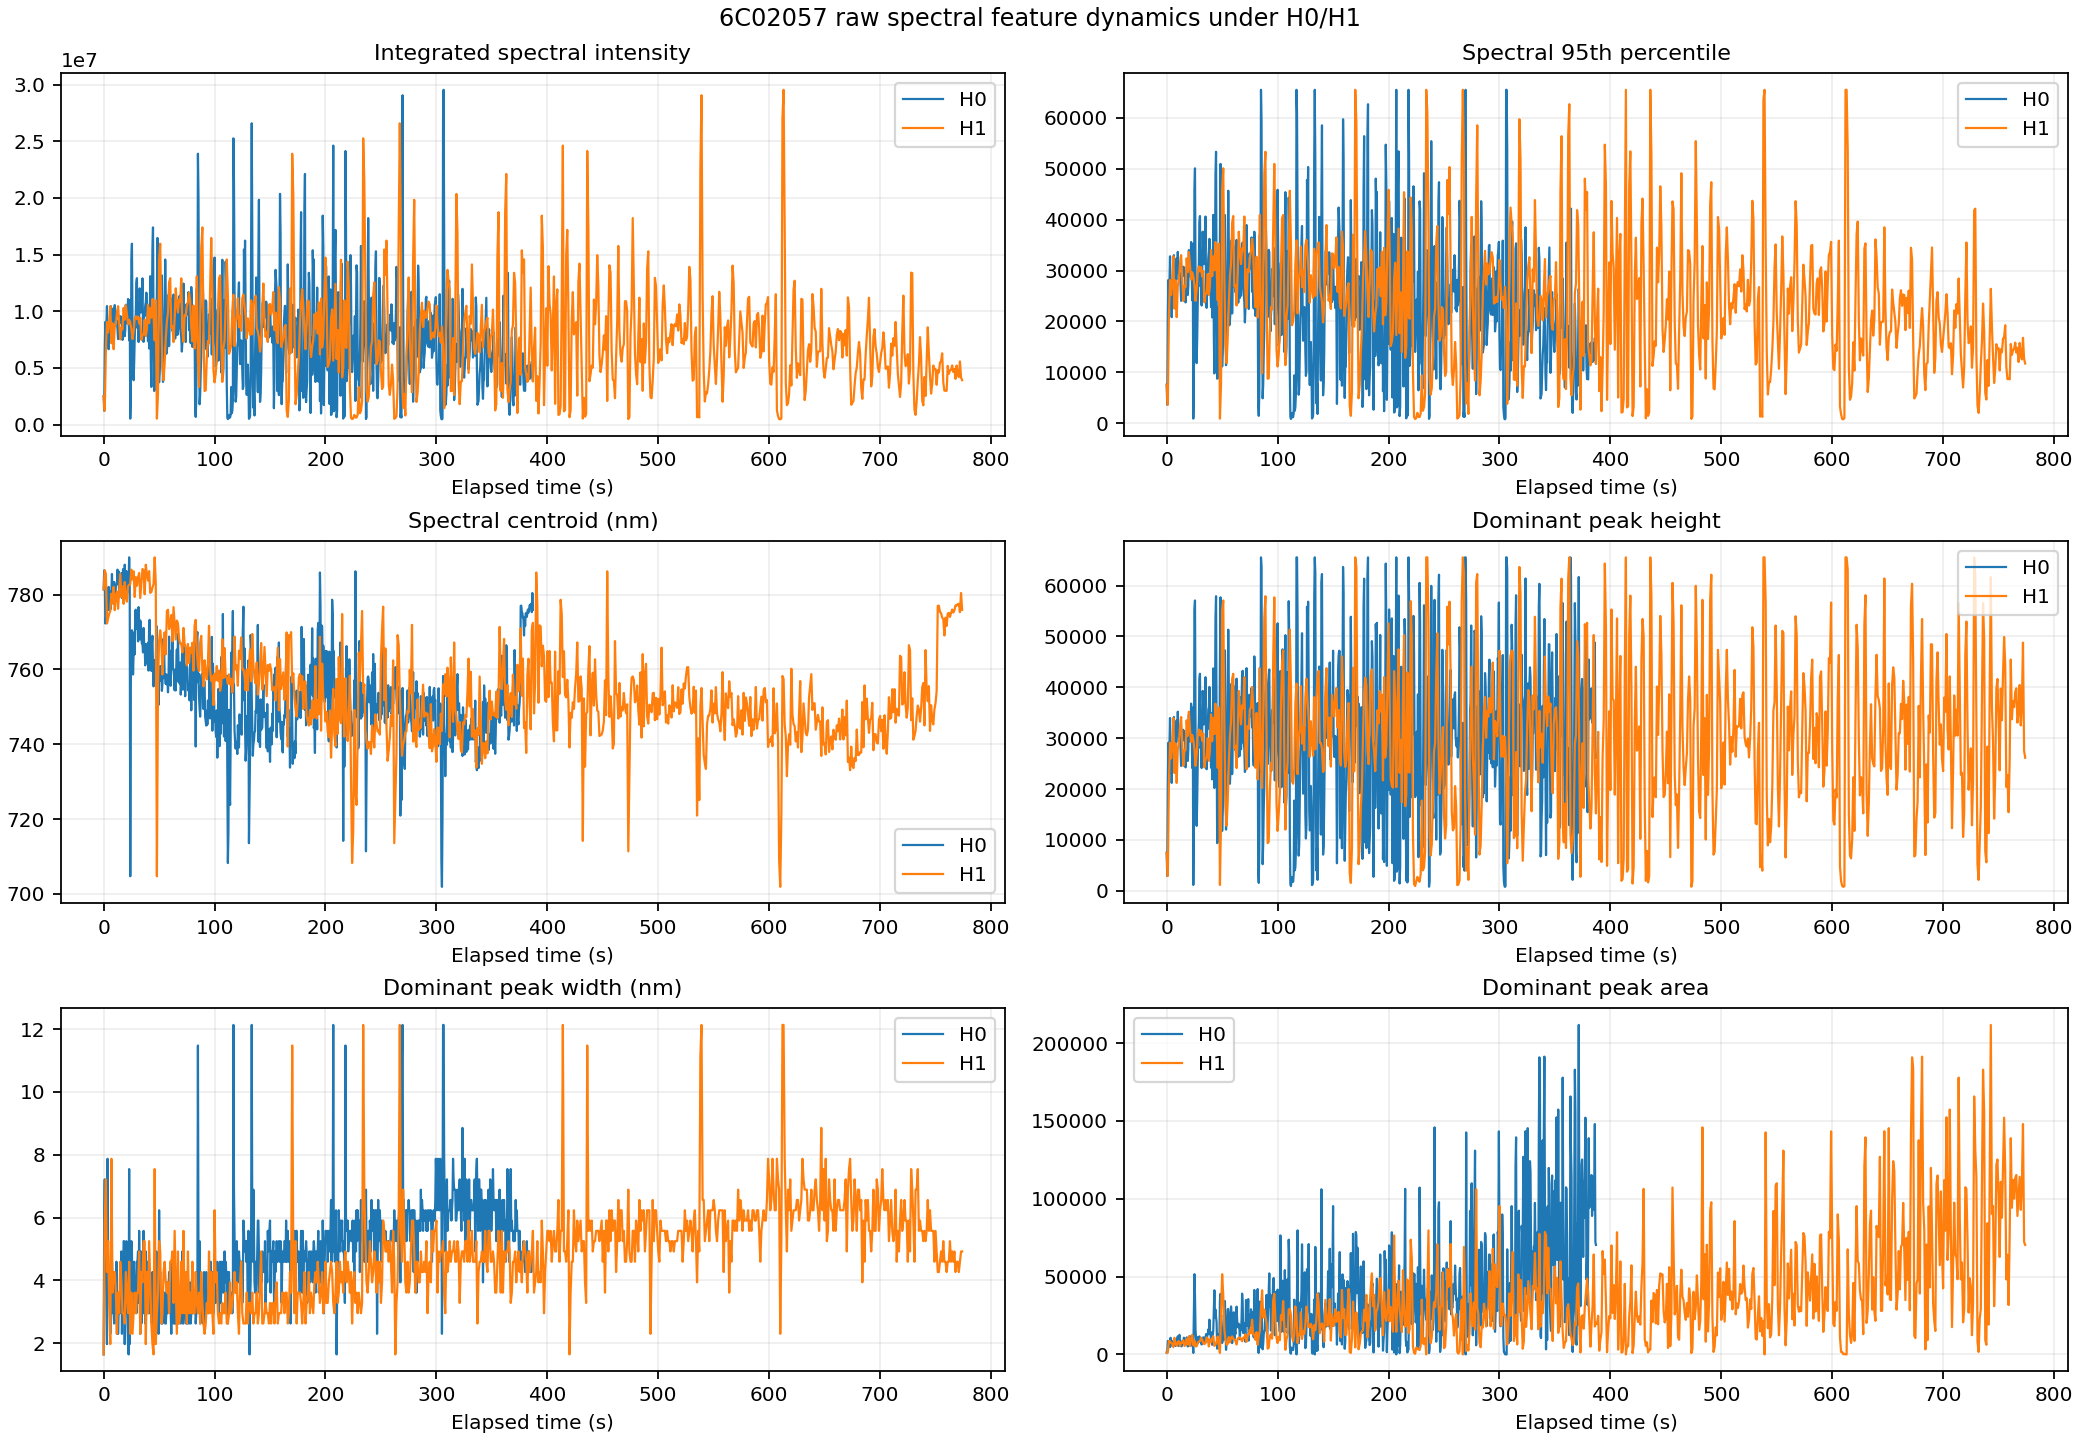 6C02057 raw spectral feature dynamics under H0/H1
Integrated spectral intensity
1e7
3.0
2.5
2.0
1.5
1.0
0.5
0.0
H0
H1
0 100 200 300 400 500 600 700 800
Elapsed time (s)
Spectral 95th percentile
60000
50000
40000
30000
20000
10000
0
H0
H1
0 100 200 300 400 500 600 700 800
Elapsed time (s)
Spectral centroid (nm)
780
760
740
720
700
H0
H1
0 100 200 300 400 500 600 700 800
Elapsed time (s)
Dominant peak height
60000
50000
40000
30000
20000
10000
0
H0
H1
0 100 200 300 400 500 600 700 800
Elapsed time (s)
Dominant peak width (nm)
12
10
8
6
4
2
H0
H1
0 100 200 300 400 500 600 700 800
Elapsed time (s)
Dominant peak area
200000
150000
100000
50000
0
H0
H1
0 100 200 300 400 500 600 700 800
Elapsed time (s)